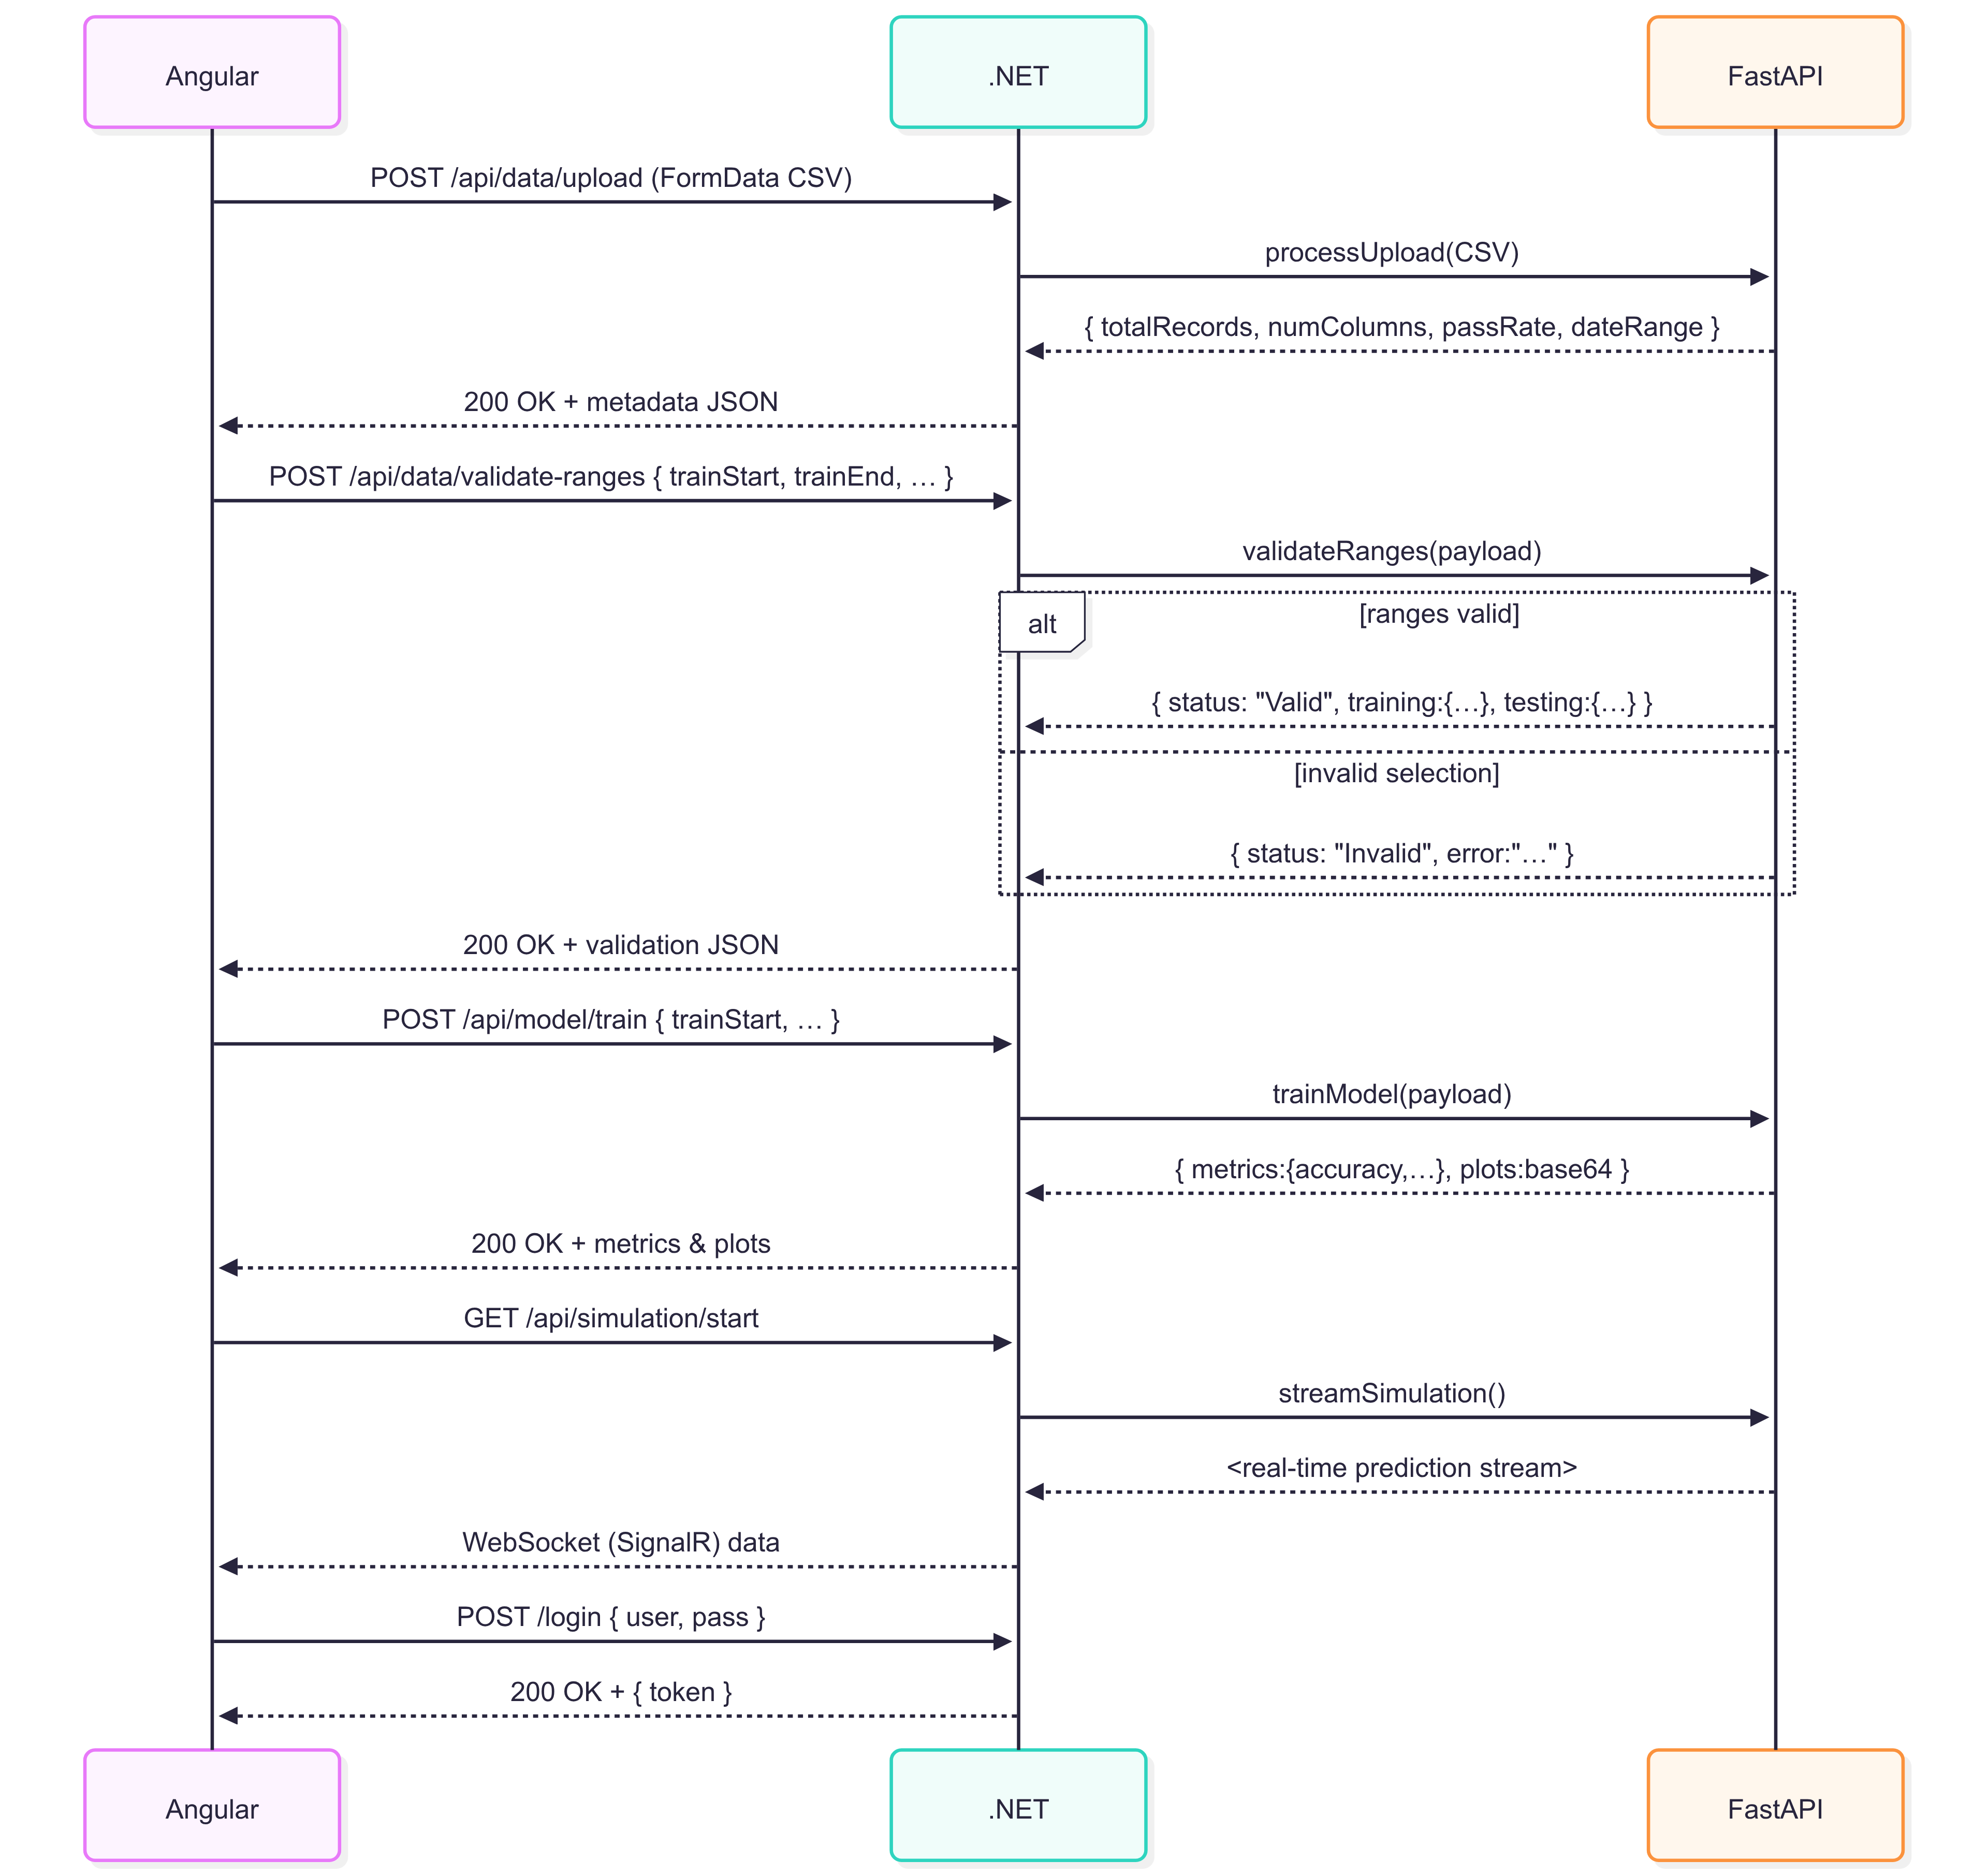 Angular
.NET
FastAPI
POST /api/data/upload (FormData CSV)
processUpload(CSV)
{ totalRecords, numColumns, passRate, dateRange }
200 OK + metadata JSON
POST /api/data/validate-ranges { trainStart, trainEnd, … }
validateRanges(payload)
alt
[ranges valid]
{ status: "Valid", training:{…}, testing:{…} }
[invalid selection]
{ status: "Invalid", error:"…" }
200 OK + validation JSON
POST /api/model/train { trainStart, … }
trainModel(payload)
{ metrics:{accuracy,…}, plots:base64 }
200 OK + metrics & plots
GET /api/simulation/start
streamSimulation()
<real-time prediction stream>
WebSocket (SignalR) data
POST /login { user, pass }
200 OK + { token }
Angular
.NET
FastAPI